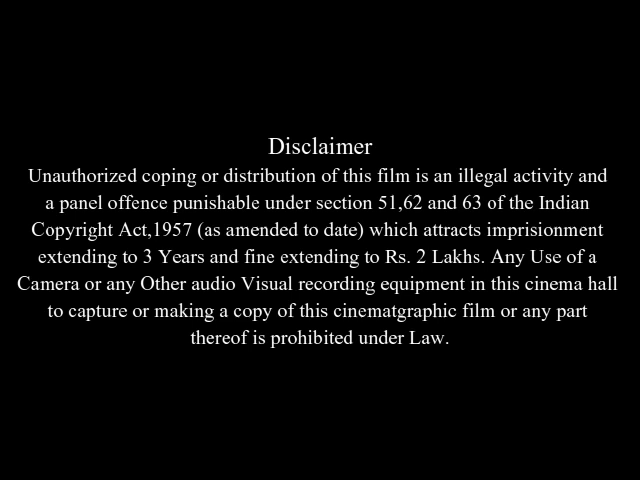 Disclaimer
Unauthorized coping or distribution of this film is an illegal activity and
a panel offence punishable under section 51,62 and 63 of the Indian
Copyright Act,1957 (as amended to date) which attracts imprisionment
extending to 3 Years and fine extending to Rs. 2 Lakhs. Any Use of a
Camera or any Other audio Visual recording equipment in this cinema hall
to capture or making a copy of this cinematgraphic film or any part
thereof is prohibited under Law.